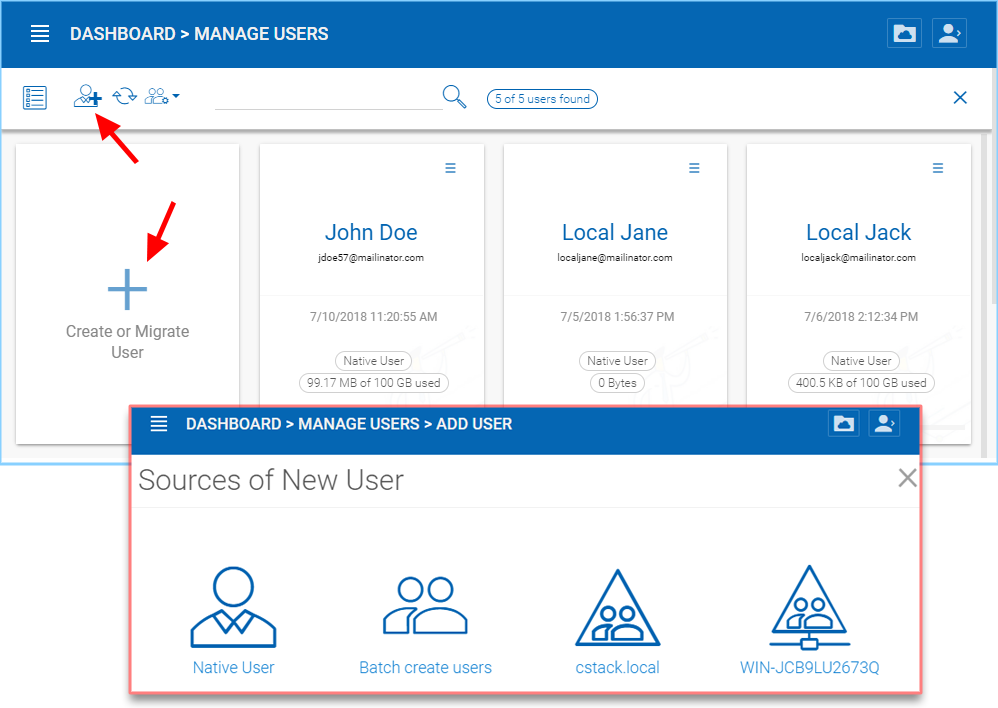 DASHBOARD > MANAGE USERS
5 of 5 users found
Create or Migrate
User
John Doe
jdoe57@mailinator.com
7/10/2018 11:20:55 AM
Native User
99.17 MB of 100 GB used
Local Jane
localjane@mailinator.com
7/5/2018 1:56:37 PM
Native User
0 Bytes
Local Jack
localjack@mailinator.com
7/6/2018 2:12:34 PM
Native User
400.5 KB of 100 GB used
DASHBOARD > MANAGE USERS > ADD USER
Sources of New User
Native User
Batch create users
cstack.local
WIN-JCB9LU2673Q